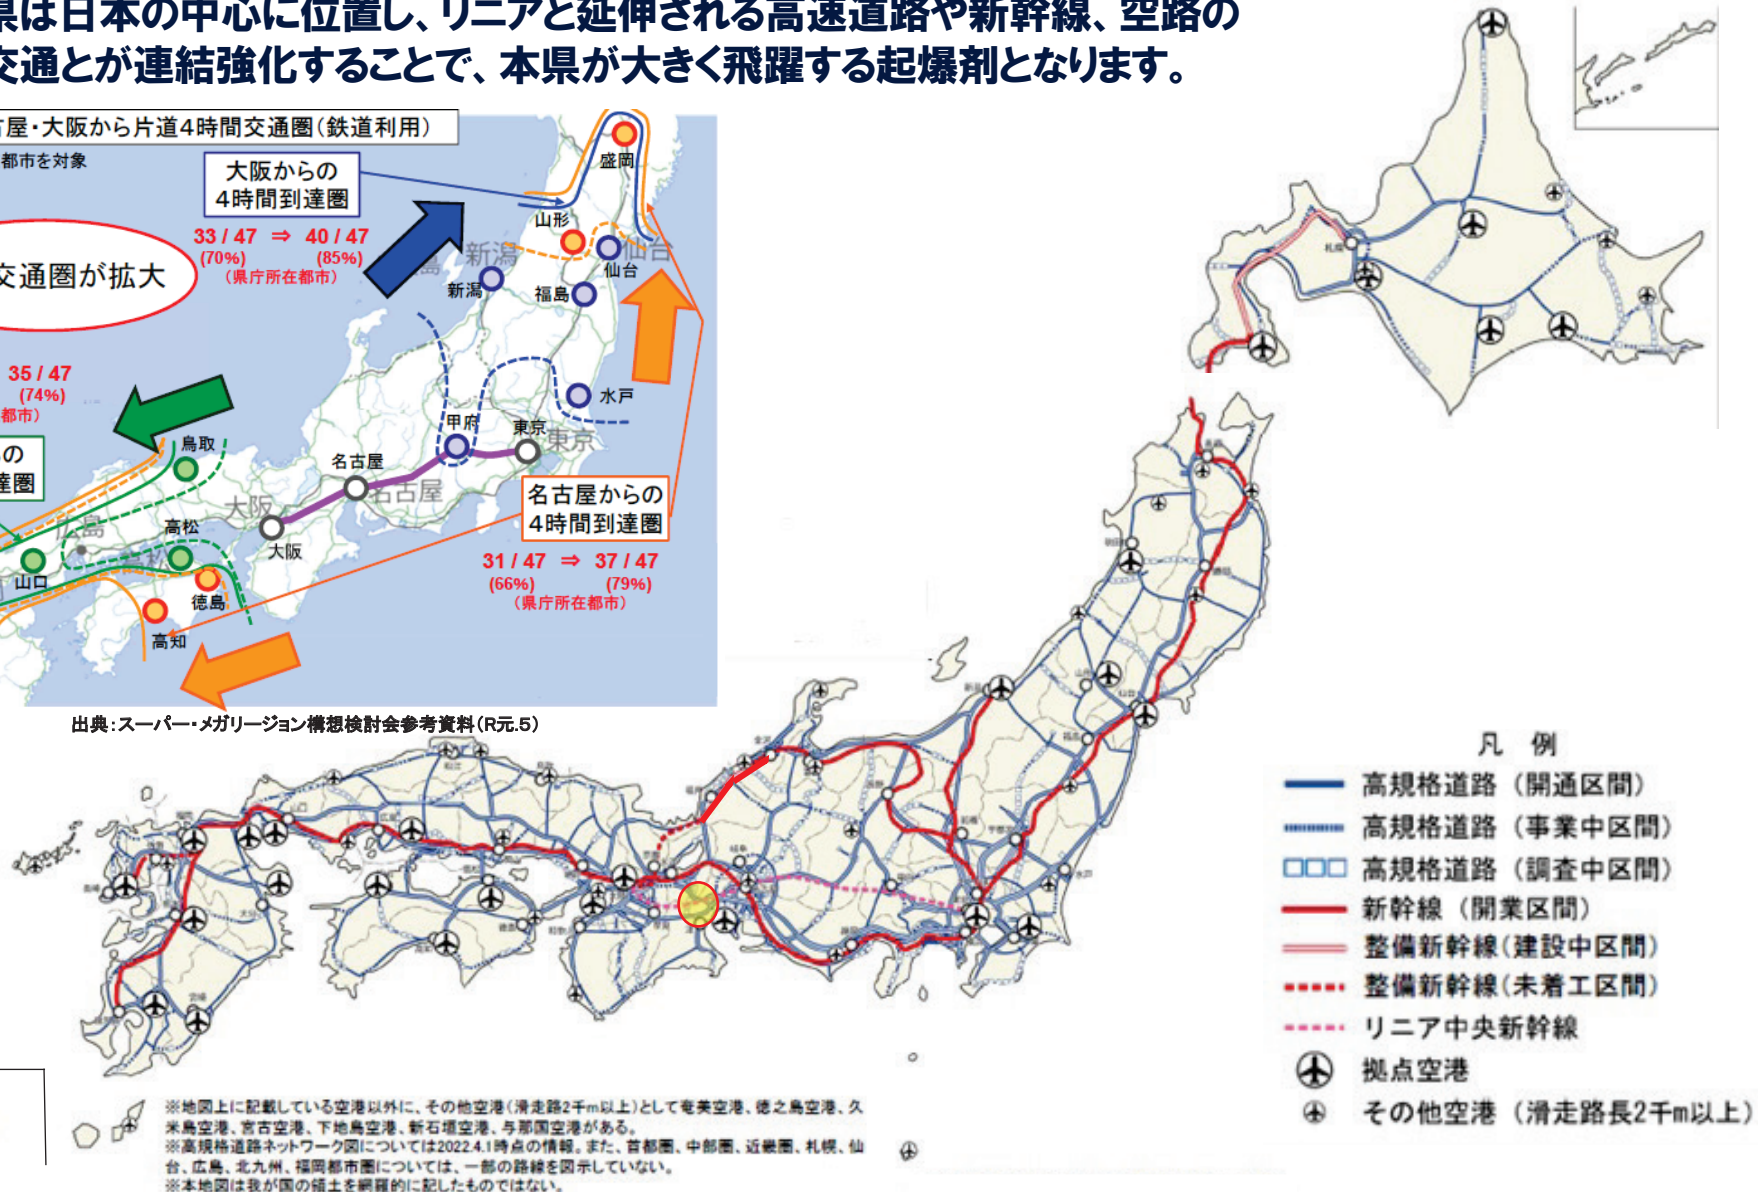 県は日本の中心に位置し、リニアと延伸される高速道路や新幹線、空路の
交通とが連結強化することで、本県が大きく飛躍する起爆剤となります。
屋・大阪から片道4時間交通圏(鉄道利用)
都市を対象
大阪からの
4時間到達圏
33 / 47 ⇒ 40 / 47
(70%) (85%)
(県庁所在都市)
交通圏が拡大
35 / 47
(74%)
都市)
の
達圏
盛岡
山形
仙台
仙台
新潟
新潟
福島
水戸
甲府
東京
東京
名古屋
名古屋
大阪
大阪
鳥取
広島
高松
山口
徳島
高知
名古屋からの
4時間到達圏
31 / 47 ⇒ 37 / 47
(66%) (79%)
(県庁所在都市)
出典:スーパー・メガリージョン構想検討会参考資料(R元.5)
札幌
凡 例
高規格道路(開通区間)
高規格道路(事業中区間)
高規格道路(調査中区間)
新幹線(開業区間)
整備新幹線(建設中区間)
整備新幹線(未着工区間)
リニア中央新幹線
拠点空港
その他空港(滑走路長2千m以上)
※地図上に記載している空港以外に、その他空港(滑走路2千m以上)として奄美空港、徳之島空港、久
米島空港、宮古空港、下地島空港、新石垣空港、与那国空港がある。
※高規格道路ネットワーク図については2022.4.1時点の情報。また、首都圏、中部圏、近畿圏、札幌、仙
台、広島、北九州、福岡都市圏については、一部の路線を図示していない。
※本地図は我が国の領土を網羅的に記したものではない。